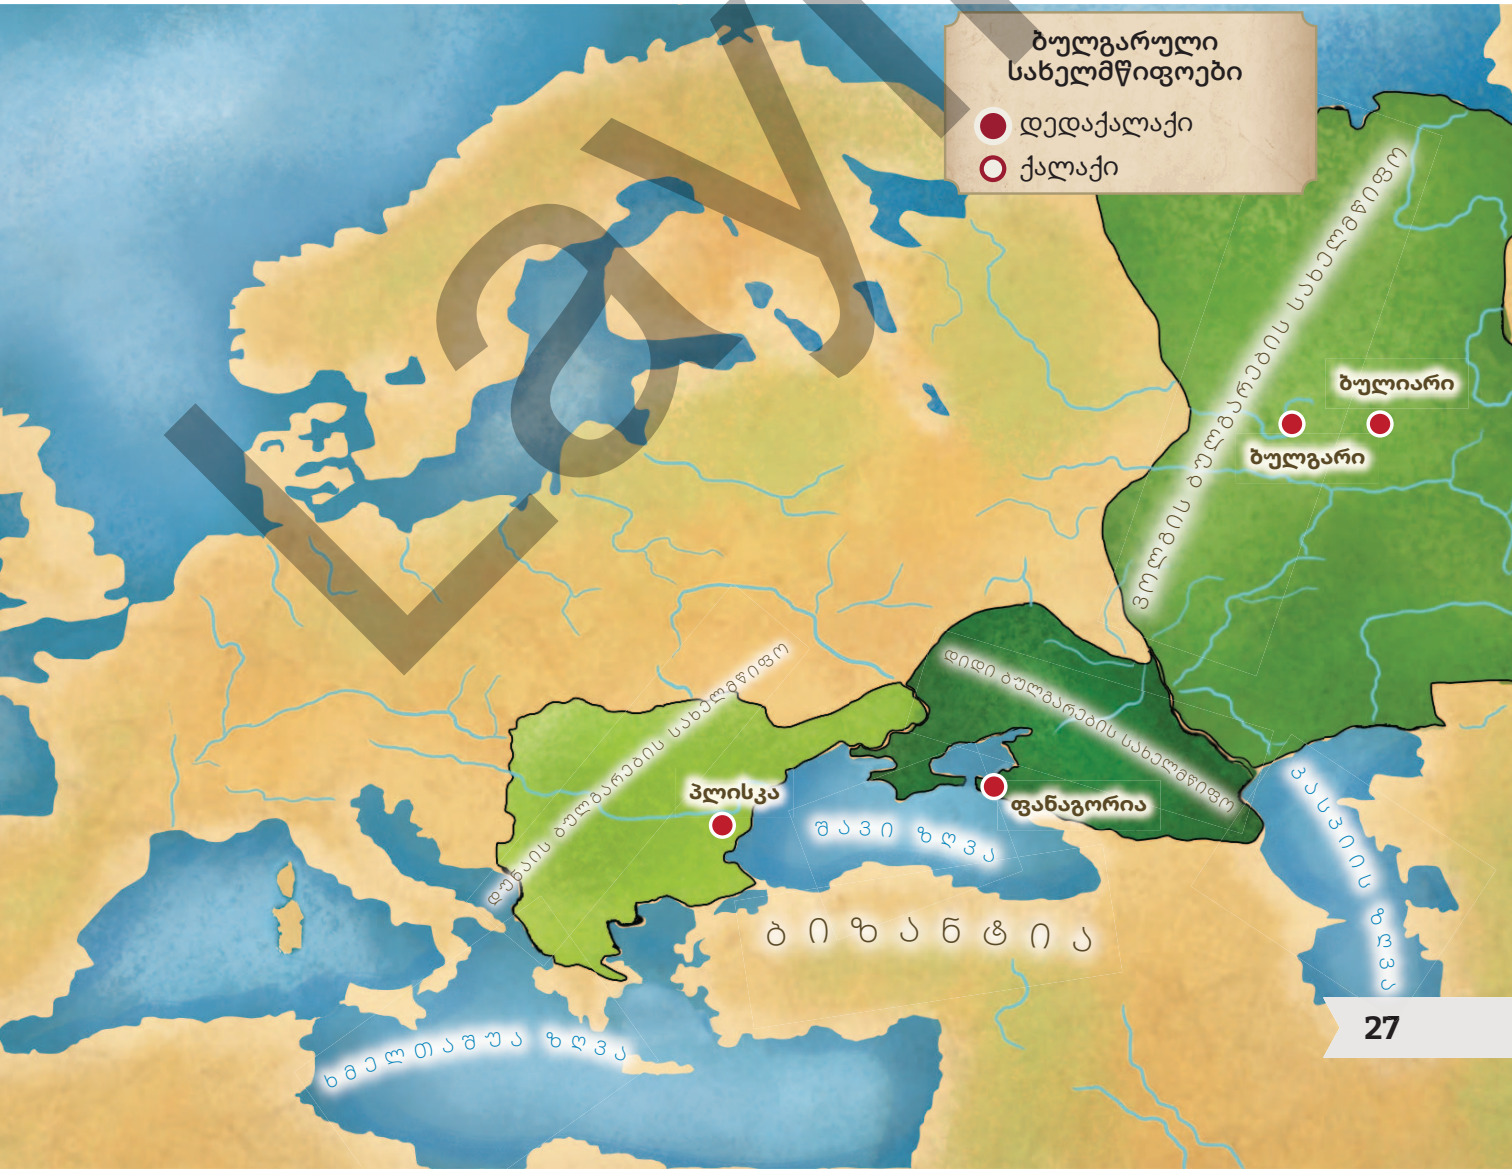 ბულგარული
სახელმწიფოები
დედაქალაქი
ქალაქი
ვოლგის ბულგარების სახელმწიფო
ბულიარი
ბულგარი
დიდი ბულგარების სახელმწიფო
დუნაის ბულგარების სახელმწიფო
პლისკა
ფანაგორია
შავი ზღვა
კასპიის ზღვა
ბიზანტია
ხმელთაშუა ზღვა
27